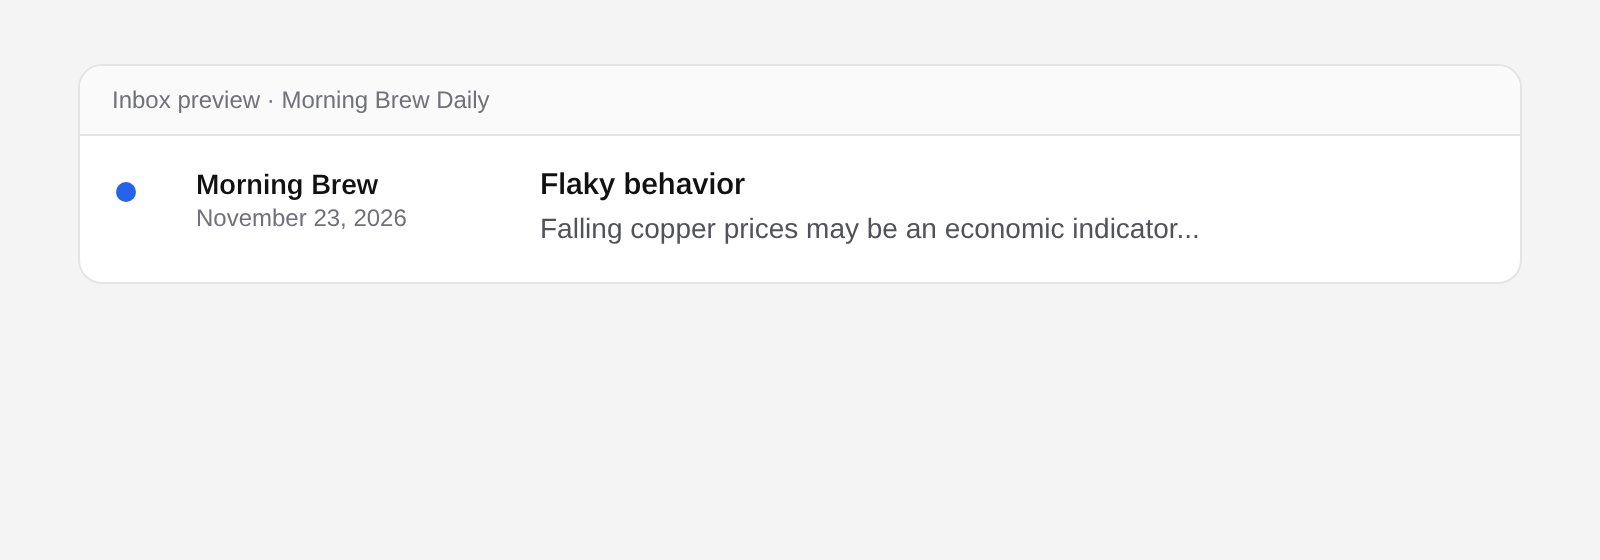 Inbox preview · Morning Brew Daily
Morning Brew
November 23, 2026
Flaky behavior
Falling copper prices may be an economic indicator...